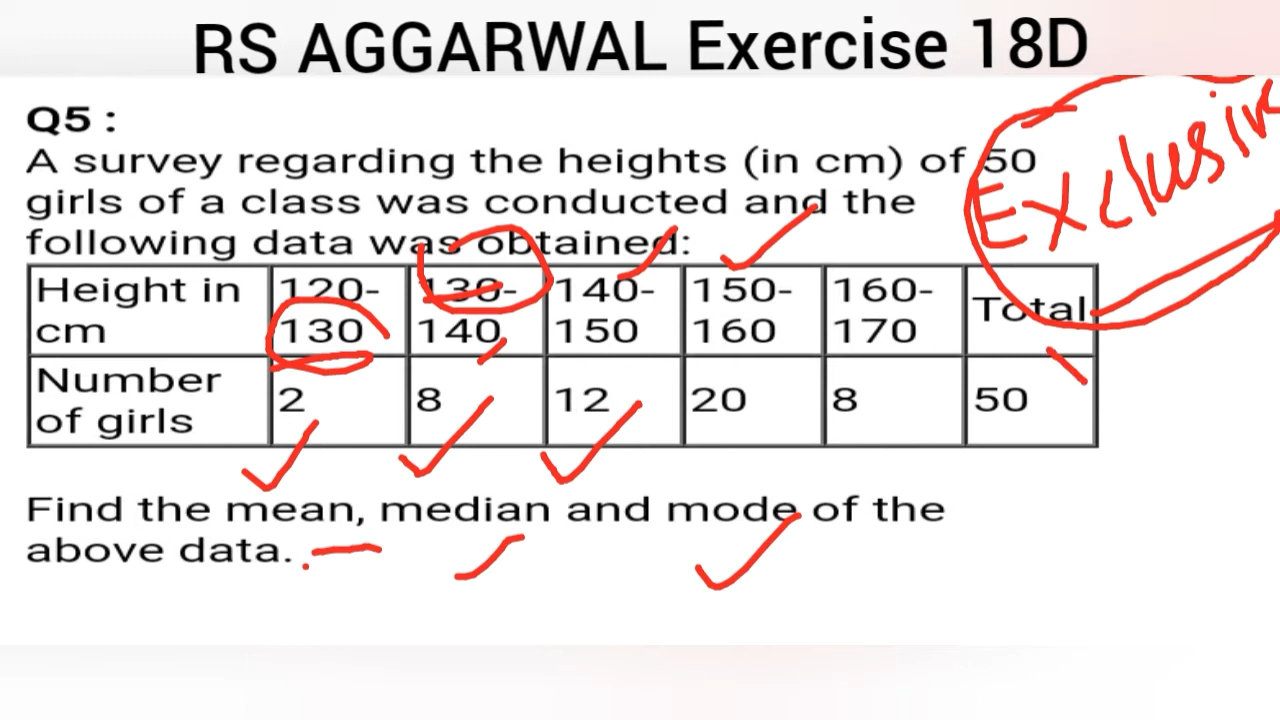 RS AGGARWAL Exercise 18D
Q5 :
A survey regarding the heights (in cm) of 50
girls of a class was conducted and the
following data was obtained:
Height in cm 120-130 130-140 140-150 150-160 160-170 Total
Number of girls 2 8 12 20 8 50
Find the mean, median and mode of the
above data.